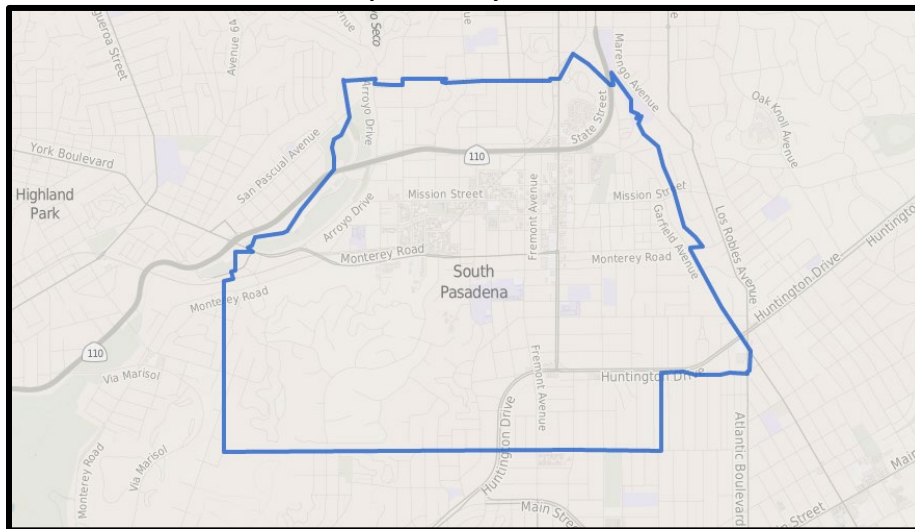 Figueroa Street
Avenue 64
Arroyo Seco
Marengo Avenue
Arroyo Drive
State Street
Oak Knoll
Avenue
York Boulevard
San Pascual Avenue
110
Highland
Park
Mission Street
Fremont Avenue
Mission Street
Arroyo Drive
Garfield Avenue
Los Robles Avenue
Huntington
Monterey Road
Monterey Road
South
Pasadena
Monterey Road
Huntington Drive
110
Via Marisol
Fremont Avenue
Huntington Drive
Huntington Drive
Atlantic Boulevard
Monterey Road
Via Marisol
Main Street
Main